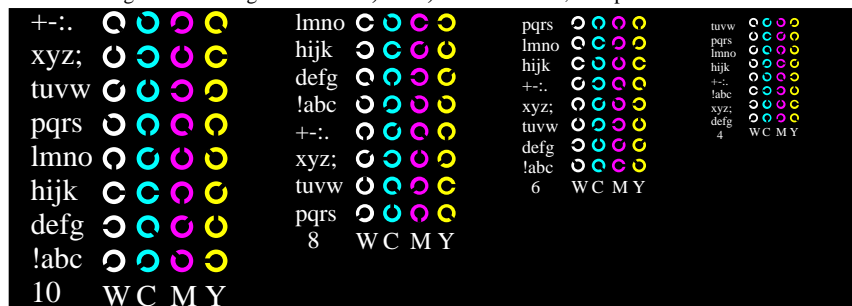 +-:.
xyz;
tuvw
pqrs
lmno
hijk
defg
!abc
10 W C M Y
lmno
hijk
defg
!abc
+-:.
xyz;
tuvw
pqrs
8 W C M Y
pqrs
lmno
hijk
+-:.
xyz;
tuvw
defg
!abc
6 W C M Y
tuvw
pqrs
lmno
hijk
+-:.
!abc
xyz;
defg
4 W C M Y